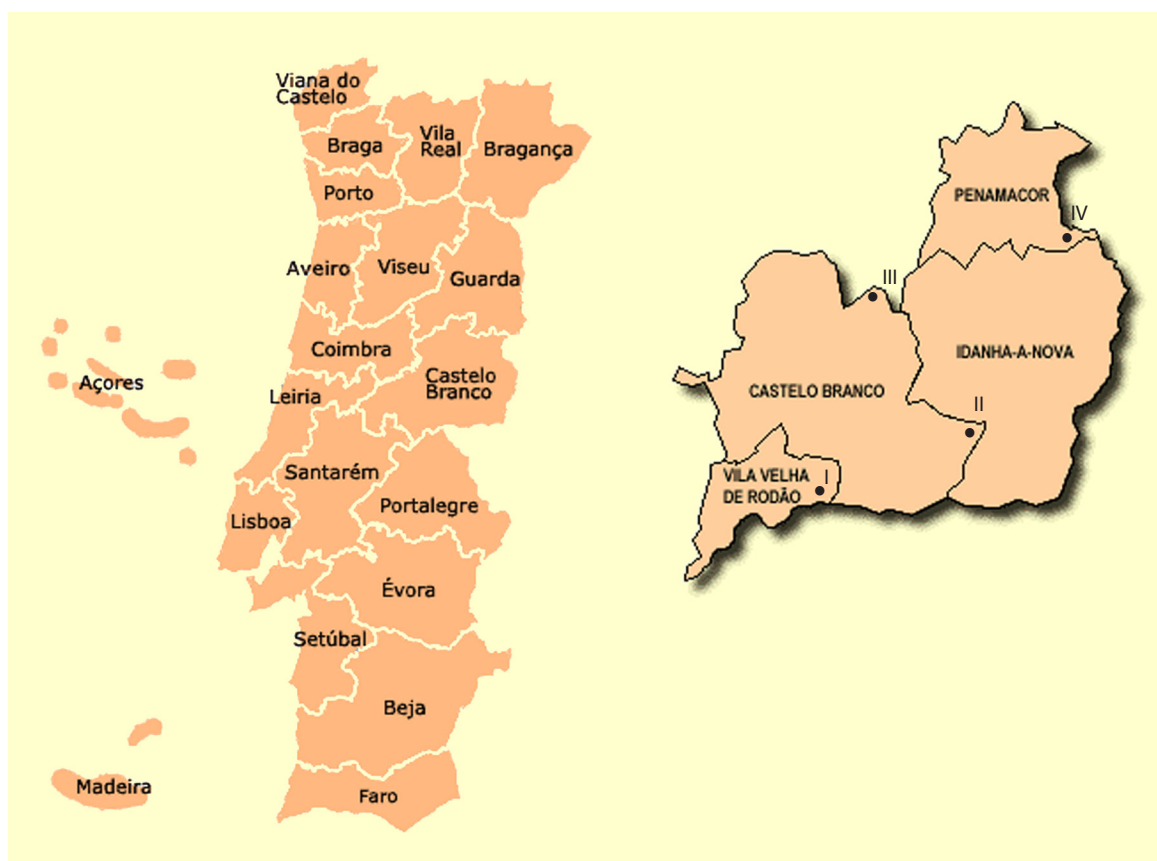 Viana do
Castelo
Braga
Vila
Real
Bragança
Porto
Aveiro
Viseu
Guarda
Coimbra
Castelo
Branco
Açores
Leiria
Santarém
Portalegre
Lisboa
Évora
Setúbal
Beja
Madeira
Faro
PENAMACOR
IV
III
IDANHA-A-NOVA
CASTELO BRANCO
II
VILA VELHA
DE RODÃO
I